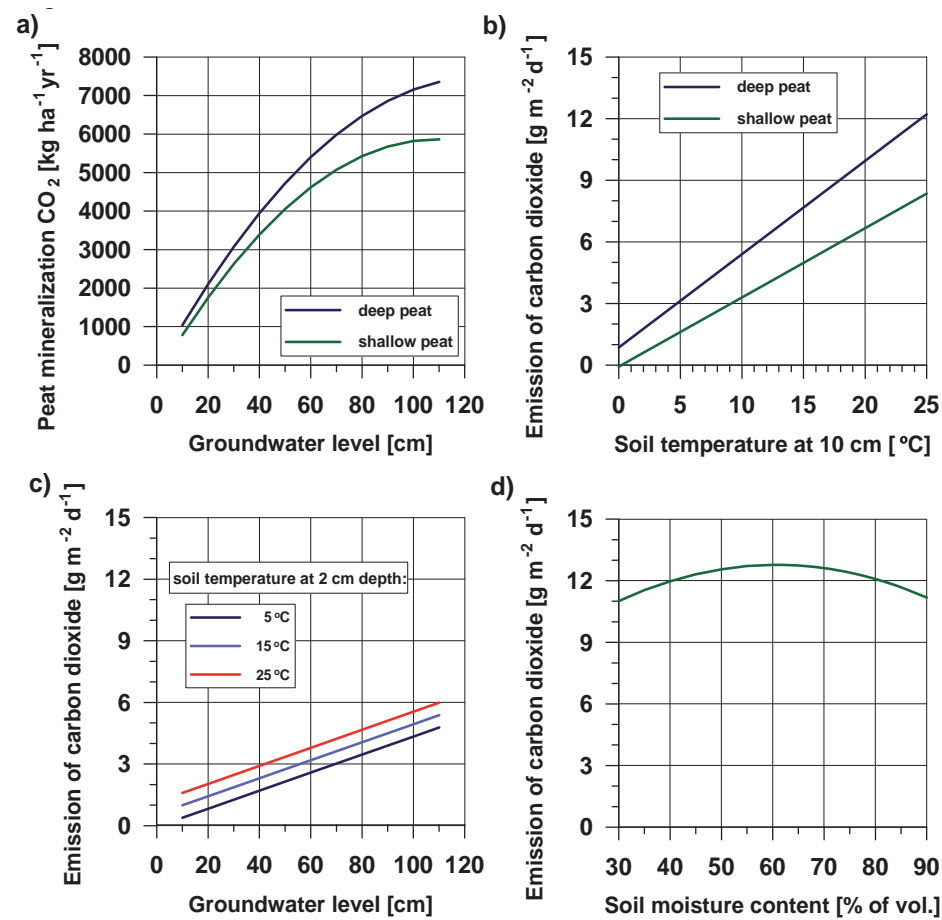 a)
Peat mineralization CO2 [kg ha-1 yr-1]
8000
7000
6000
5000
4000
3000
2000
1000
0
deep peat
shallow peat
0 20 40 60 80 100 120
Groundwater level [cm]
b)
Emission of carbon dioxide [g m-2 d-1]
15
12
9
6
3
0
deep peat
shallow peat
0 5 10 15 20 25
Soil temperature at 10 cm [ ºC]
c)
Emission of carbon dioxide [g m-2 d-1]
15
12
9
6
3
0
soil temperature at 2 cm depth:
5 ºC
15 ºC
25 ºC
0 20 40 60 80 100 120
Groundwater level [cm]
d)
Emission of carbon dioxide [g m-2 d-1]
15
12
9
6
3
0
30 40 50 60 70 80 90
Soil moisture content [% of vol.]